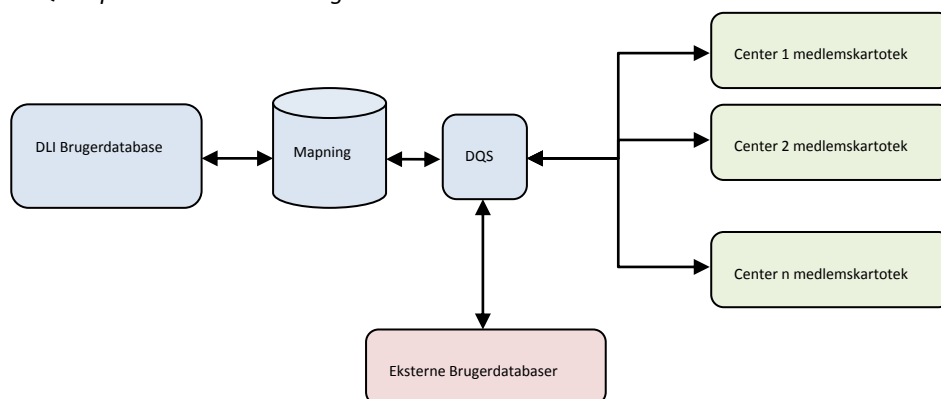 Center 1 medlemskartotek
DLI Brugerdatabase
Mapning
DQS
Center 2 medlemskartotek
Center n medlemskartotek
Eksterne Brugerdatabaser